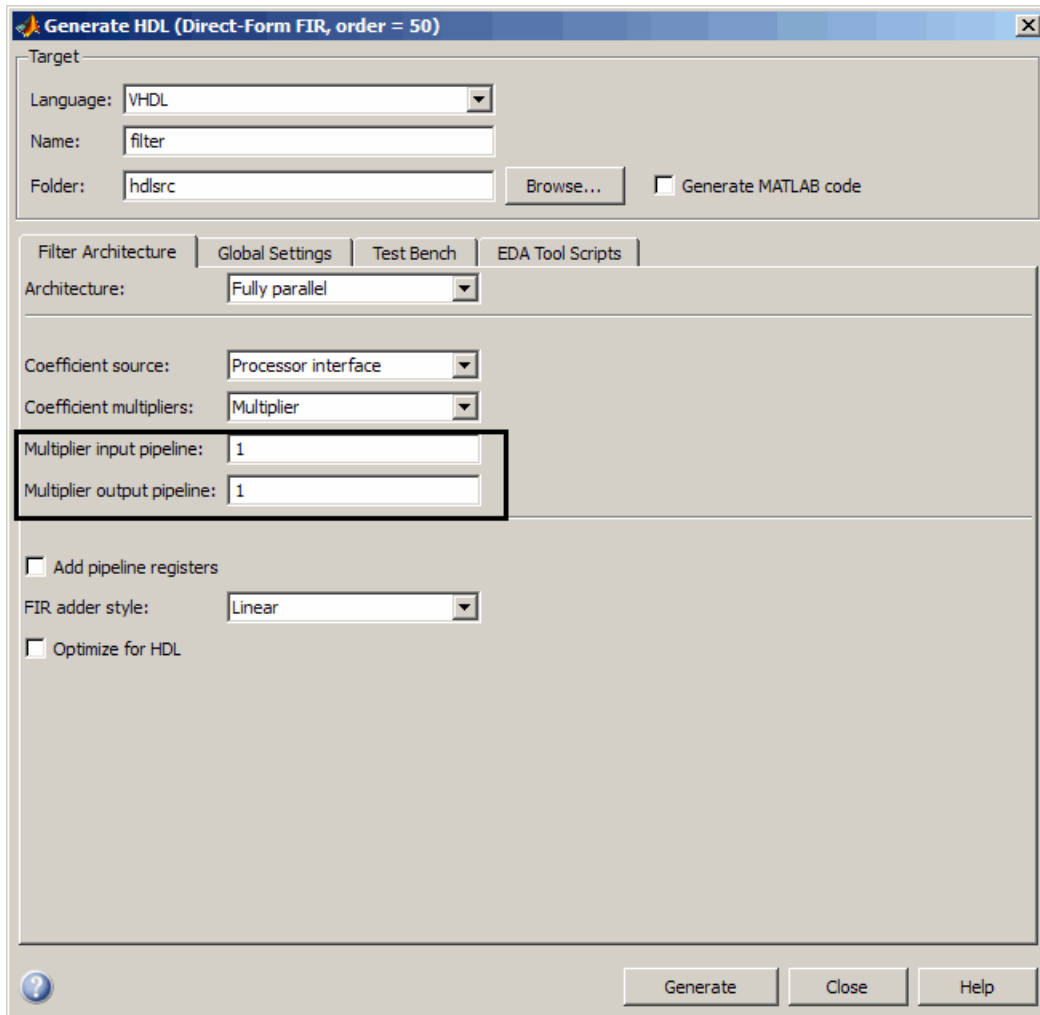 Generate HDL (Direct-Form FIR, order = 50)
Target
Language: VHDL
Name: filter
Folder: hdlsrc Browse... Generate MATLAB code
Filter Architecture Global Settings Test Bench EDA Tool Scripts
Architecture: Fully parallel
Coefficient source: Processor interface
Coefficient multipliers: Multiplier
Multiplier input pipeline: 1
Multiplier output pipeline: 1
Add pipeline registers
FIR adder style: Linear
Optimize for HDL
? Generate Close Help